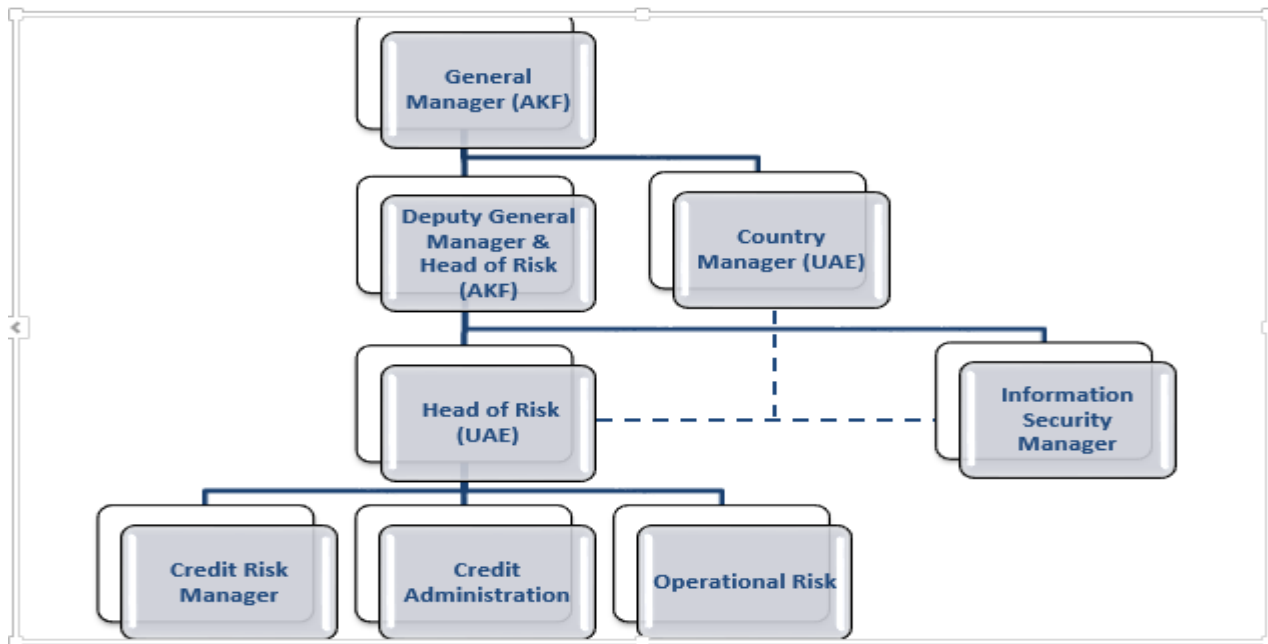 General
Manager (AKF)
Deputy General
Manager &
Head of Risk
(AKF)
Country
Manager (UAE)
Head of Risk
(UAE)
Information
Security
Manager
Credit Risk
Manager
Credit
Administration
Operational Risk